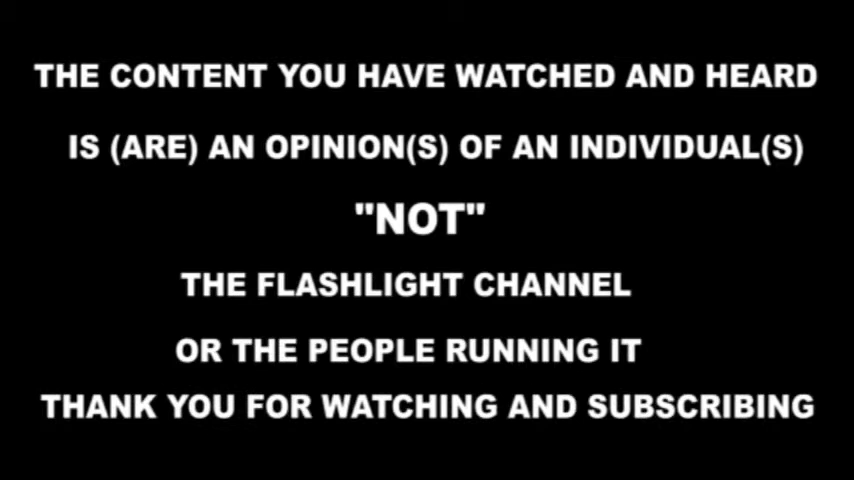 THE CONTENT YOU HAVE WATCHED AND HEARD
IS (ARE) AN OPINION(S) OF AN INDIVIDUAL(S)
"NOT"
THE FLASHLIGHT CHANNEL
OR THE PEOPLE RUNNING IT
THANK YOU FOR WATCHING AND SUBSCRIBING